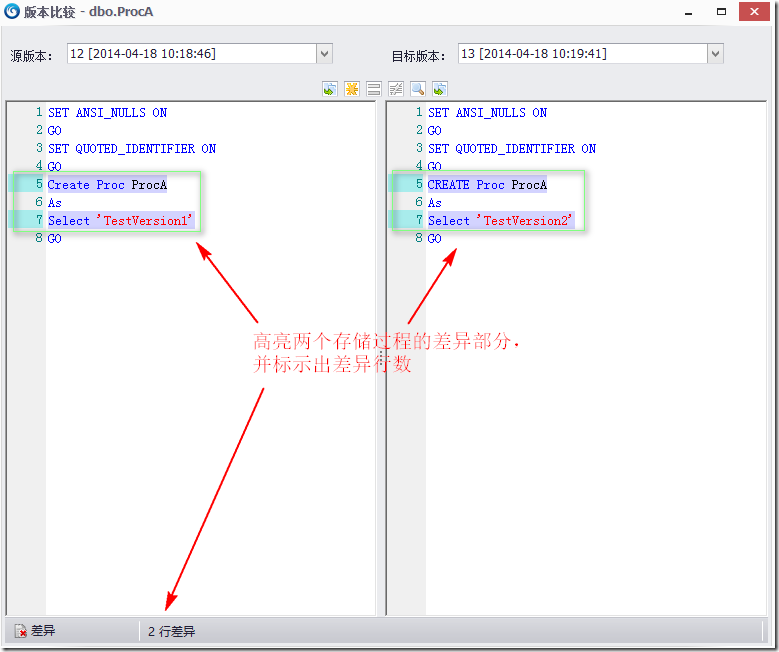 版本比较 - dbo.ProcA
源版本： 12 [2014-04-18 10:18:46] 目标版本： 13 [2014-04-18 10:19:41]
1 SET ANSI_NULLS ON
2 GO
3 SET QUOTED_IDENTIFIER ON
4 GO
5 Create Proc ProcA
6 As
7 Select 'TestVersion1'
8 GO
1 SET ANSI_NULLS ON
2 GO
3 SET QUOTED_IDENTIFIER ON
4 GO
5 CREATE Proc ProcA
6 As
7 Select 'TestVersion2'
8 GO
高亮两个存储过程的差异部分，
并标示出差异行数
差异 2 行差异